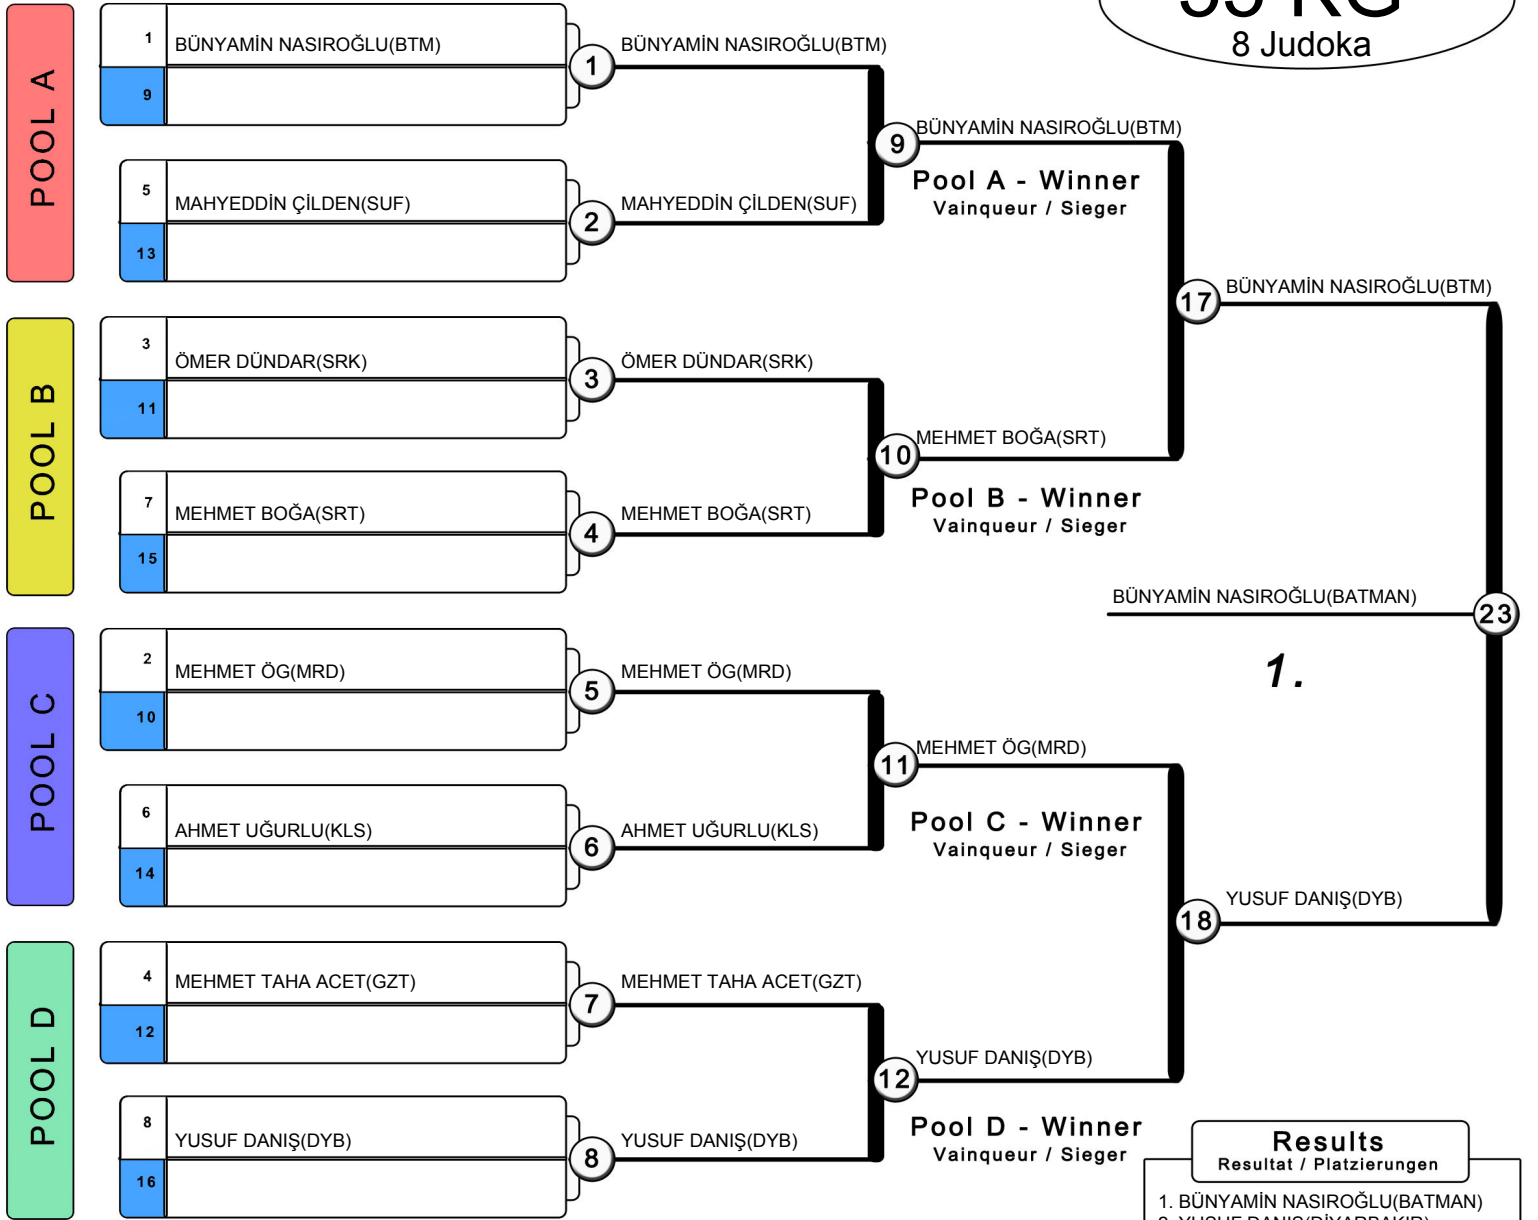 55 KG
8 Judoka
POOL A
1
BÜNYAMİN NASIROĞLU(BTM)
9
1
BÜNYAMİN NASIROĞLU(BTM)
5
MAHYEDDİN ÇİLDEN(SUF)
13
2
MAHYEDDİN ÇİLDEN(SUF)
9
BÜNYAMİN NASIROĞLU(BTM)
Pool A - Winner
Vainqueur / Sieger
POOL B
3
ÖMER DÜNDAR(SRK)
11
3
ÖMER DÜNDAR(SRK)
7
MEHMET BOĞA(SRT)
15
4
MEHMET BOĞA(SRT)
10
MEHMET BOĞA(SRT)
Pool B - Winner
Vainqueur / Sieger
17
BÜNYAMİN NASIROĞLU(BTM)
BÜNYAMİN NASIROĞLU(BATMAN)
23
1.
POOL C
2
MEHMET ÖG(MRD)
10
5
MEHMET ÖG(MRD)
6
AHMET UĞURLU(KLS)
14
6
AHMET UĞURLU(KLS)
11
MEHMET ÖG(MRD)
Pool C - Winner
Vainqueur / Sieger
18
YUSUF DANIŞ(DYB)
POOL D
4
MEHMET TAHA ACET(GZT)
12
7
MEHMET TAHA ACET(GZT)
8
YUSUF DANIŞ(DYB)
16
8
YUSUF DANIŞ(DYB)
12
YUSUF DANIŞ(DYB)
Pool D - Winner
Vainqueur / Sieger
Results
Resultat / Platzierungen
1. BÜNYAMİN NASIROĞLU(BATMAN)
2. YUSUF DANIŞ(DİYARBAKIR)